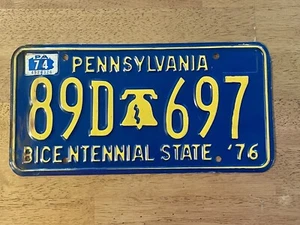 PA
74
PENNSYLVANIA
89D 697
BICENTENNIAL STATE '76